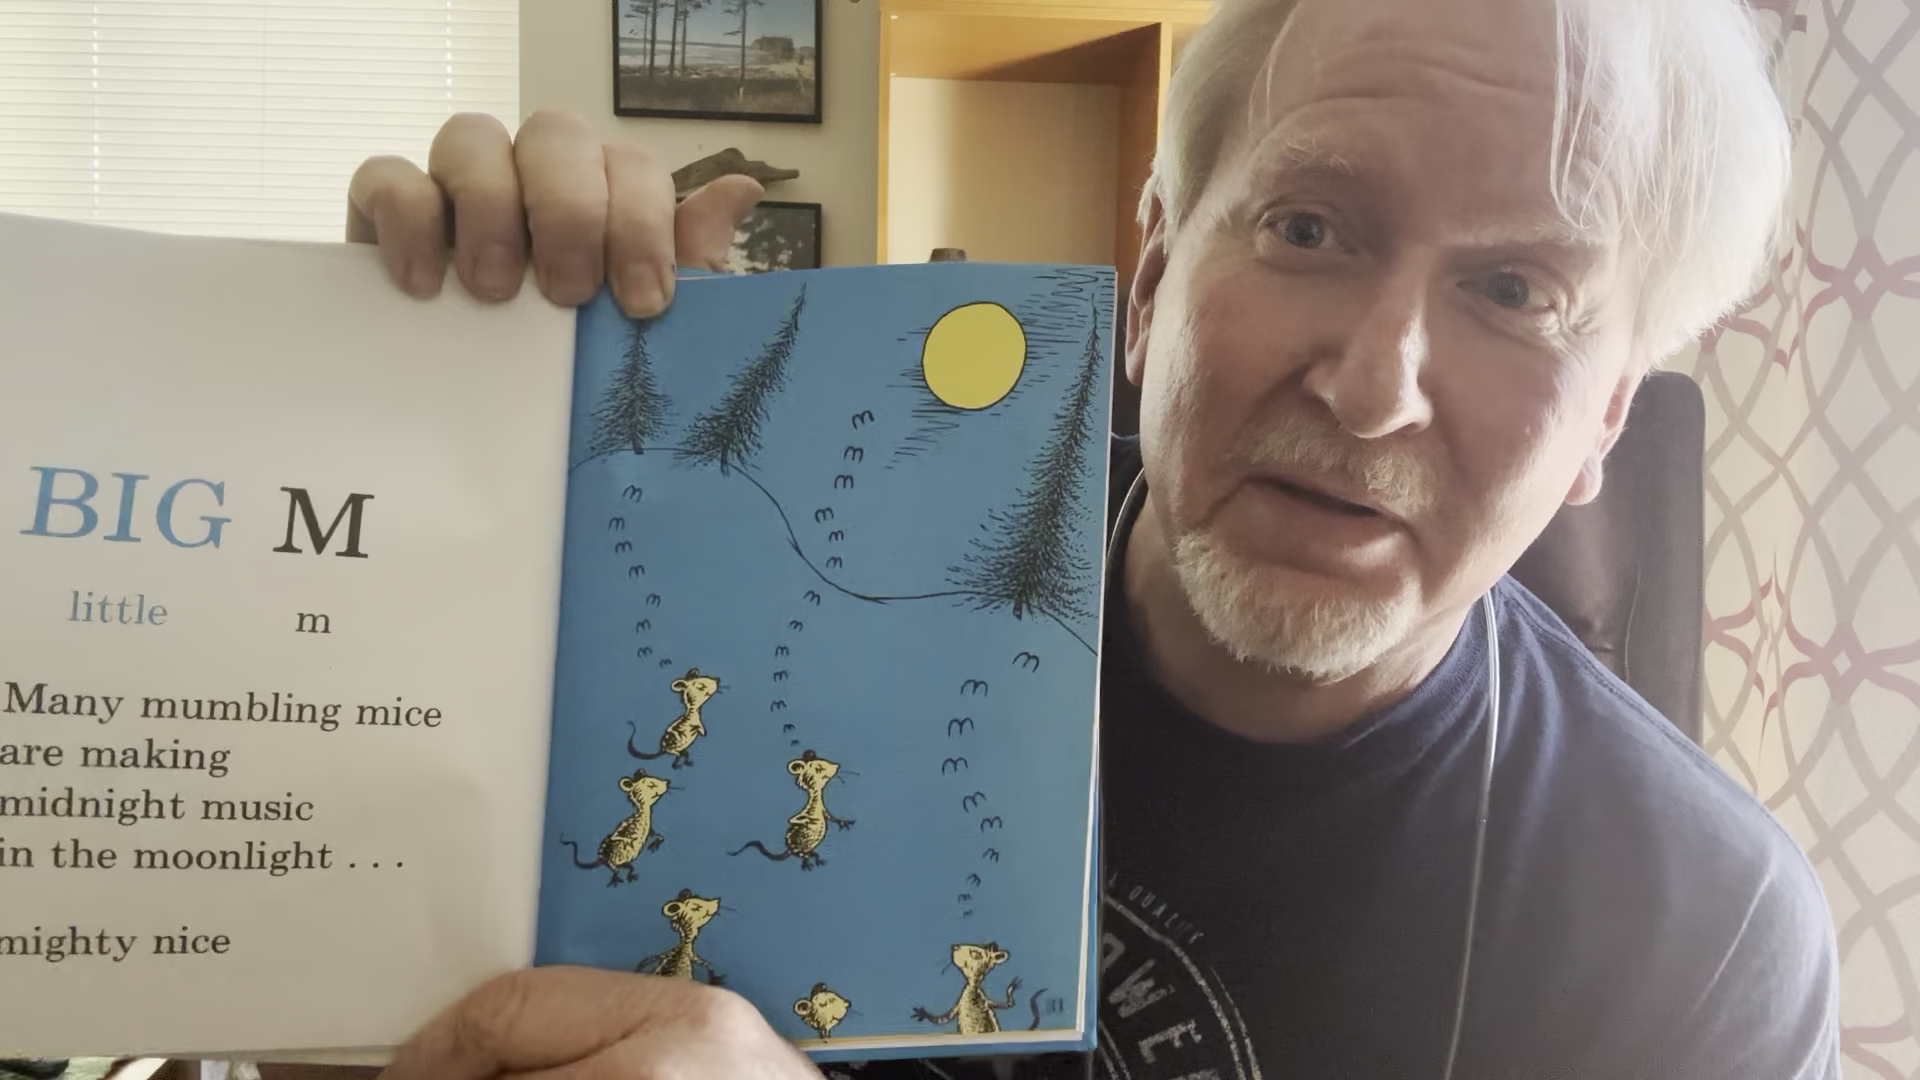 BIG M
little m
Many mumbling mice
are making
midnight music
in the moonlight . . .
mighty nice